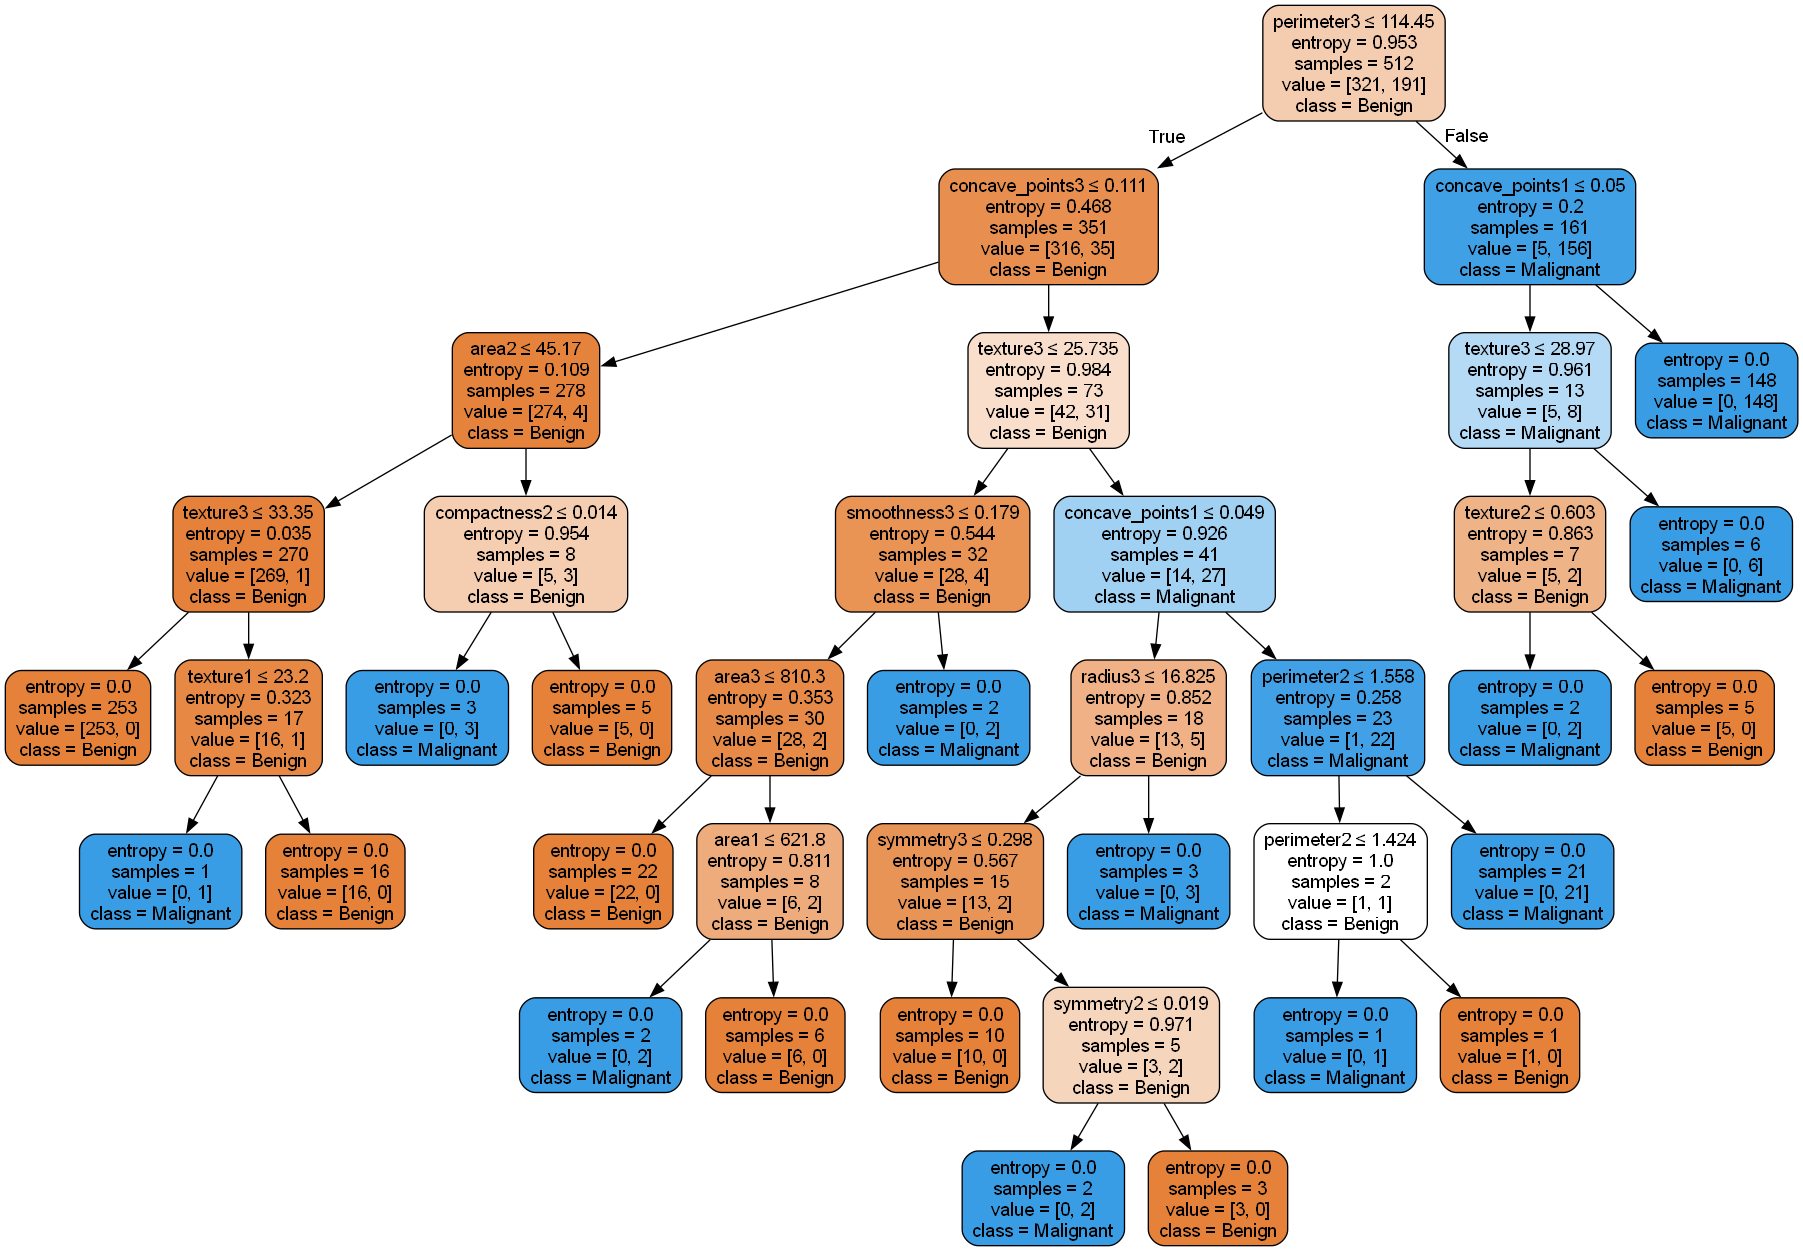 perimeter3 ≤ 114.45
entropy = 0.953
samples = 512
value = [321, 191]
class = Benign
True
False
concave_points3 ≤ 0.111
entropy = 0.468
samples = 351
value = [316, 35]
class = Benign
concave_points1 ≤ 0.05
entropy = 0.2
samples = 161
value = [5, 156]
class = Malignant
area2 ≤ 45.17
entropy = 0.109
samples = 278
value = [274, 4]
class = Benign
texture3 ≤ 25.735
entropy = 0.984
samples = 73
value = [42, 31]
class = Benign
texture3 ≤ 28.97
entropy = 0.961
samples = 13
value = [5, 8]
class = Malignant
entropy = 0.0
samples = 148
value = [0, 148]
class = Malignant
texture3 ≤ 33.35
entropy = 0.035
samples = 270
value = [269, 1]
class = Benign
compactness2 ≤ 0.014
entropy = 0.954
samples = 8
value = [5, 3]
class = Benign
smoothness3 ≤ 0.179
entropy = 0.544
samples = 32
value = [28, 4]
class = Benign
concave_points1 ≤ 0.049
entropy = 0.926
samples = 41
value = [14, 27]
class = Malignant
texture2 ≤ 0.603
entropy = 0.863
samples = 7
value = [5, 2]
class = Benign
entropy = 0.0
samples = 6
value = [0, 6]
class = Malignant
entropy = 0.0
samples = 253
value = [253, 0]
class = Benign
texture1 ≤ 23.2
entropy = 0.323
samples = 17
value = [16, 1]
class = Benign
entropy = 0.0
samples = 3
value = [0, 3]
class = Malignant
entropy = 0.0
samples = 5
value = [5, 0]
class = Benign
area3 ≤ 810.3
entropy = 0.353
samples = 30
value = [28, 2]
class = Benign
entropy = 0.0
samples = 2
value = [0, 2]
class = Malignant
radius3 ≤ 16.825
entropy = 0.852
samples = 18
value = [13, 5]
class = Benign
perimeter2 ≤ 1.558
entropy = 0.258
samples = 23
value = [1, 22]
class = Malignant
entropy = 0.0
samples = 2
value = [0, 2]
class = Malignant
entropy = 0.0
samples = 5
value = [5, 0]
class = Benign
entropy = 0.0
samples = 1
value = [0, 1]
class = Malignant
entropy = 0.0
samples = 16
value = [16, 0]
class = Benign
entropy = 0.0
samples = 22
value = [22, 0]
class = Benign
area1 ≤ 621.8
entropy = 0.811
samples = 8
value = [6, 2]
class = Benign
symmetry3 ≤ 0.298
entropy = 0.567
samples = 15
value = [13, 2]
class = Benign
entropy = 0.0
samples = 3
value = [0, 3]
class = Malignant
perimeter2 ≤ 1.424
entropy = 1.0
samples = 2
value = [1, 1]
class = Benign
entropy = 0.0
samples = 21
value = [0, 21]
class = Malignant
entropy = 0.0
samples = 2
value = [0, 2]
class = Malignant
entropy = 0.0
samples = 6
value = [6, 0]
class = Benign
entropy = 0.0
samples = 10
value = [10, 0]
class = Benign
symmetry2 ≤ 0.019
entropy = 0.971
samples = 5
value = [3, 2]
class = Benign
entropy = 0.0
samples = 1
value = [0, 1]
class = Malignant
entropy = 0.0
samples = 1
value = [1, 0]
class = Benign
entropy = 0.0
samples = 2
value = [0, 2]
class = Malignant
entropy = 0.0
samples = 3
value = [3, 0]
class = Benign